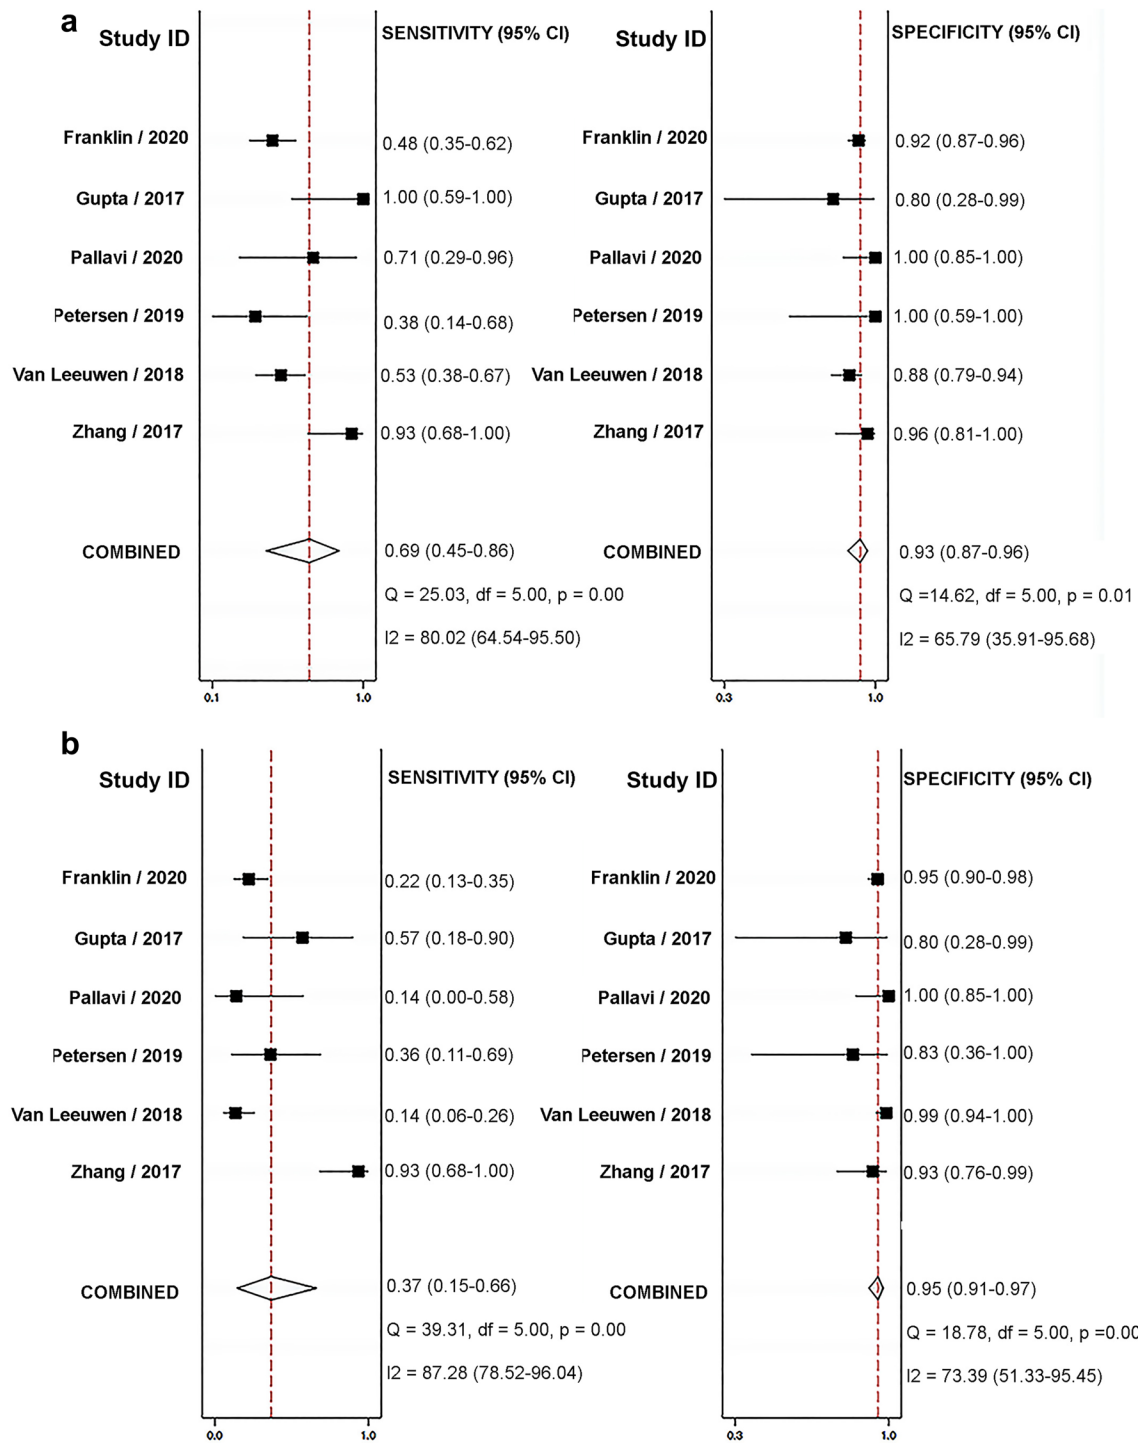 a
Study ID
SENSITIVITY (95% CI)
Study ID
SPECIFICITY (95% CI)
Franklin / 2020
0.48 (0.35-0.62)
Franklin / 2020
0.92 (0.87-0.96)
Gupta / 2017
1.00 (0.59-1.00)
Gupta / 2017
0.80 (0.28-0.99)
Pallavi / 2020
0.71 (0.29-0.96)
Pallavi / 2020
1.00 (0.85-1.00)
Petersen / 2019
0.38 (0.14-0.68)
Petersen / 2019
1.00 (0.59-1.00)
Van Leeuwen / 2018
0.53 (0.38-0.67)
Van Leeuwen / 2018
0.88 (0.79-0.94)
Zhang / 2017
0.93 (0.68-1.00)
Zhang / 2017
0.96 (0.81-1.00)
COMBINED
0.69 (0.45-0.86)
COMBINED
0.93 (0.87-0.96)
Q = 25.03, df = 5.00, p = 0.00
Q =14.62, df = 5.00, p = 0.01
I2 = 80.02 (64.54-95.50)
I2 = 65.79 (35.91-95.68)
0.1
1.0
0.3
1.0
b
Study ID
SENSITIVITY (95% CI)
Study ID
SPECIFICITY (95% CI)
Franklin / 2020
0.22 (0.13-0.35)
Franklin / 2020
0.95 (0.90-0.98)
Gupta / 2017
0.57 (0.18-0.90)
Gupta / 2017
0.80 (0.28-0.99)
Pallavi / 2020
0.14 (0.00-0.58)
Pallavi / 2020
1.00 (0.85-1.00)
Petersen / 2019
0.36 (0.11-0.69)
Petersen / 2019
0.83 (0.36-1.00)
Van Leeuwen / 2018
0.14 (0.06-0.26)
Van Leeuwen / 2018
0.99 (0.94-1.00)
Zhang / 2017
0.93 (0.68-1.00)
Zhang / 2017
0.93 (0.76-0.99)
COMBINED
0.37 (0.15-0.66)
COMBINED
0.95 (0.91-0.97)
Q = 39.31, df = 5.00, p = 0.00
Q = 18.78, df = 5.00, p =0.00
I2 = 87.28 (78.52-96.04)
I2 = 73.39 (51.33-95.45)
0.0
1.0
0.3
1.0